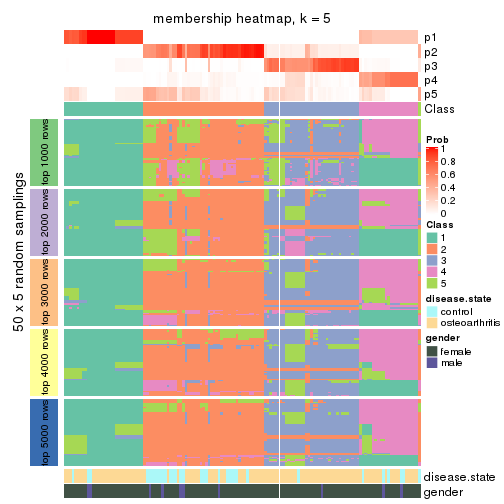 membership heatmap, k = 5
p1
p2
p3
p4
p5
Class
50 x 5 random samplings
top 1000 rows
top 2000 rows
top 3000 rows
top 4000 rows
top 5000 rows
disease.state
gender
Prob
1
0.8
0.6
0.4
0.2
0
Class
1
2
3
4
5
disease.state
control
osteoarthritis
gender
female
male